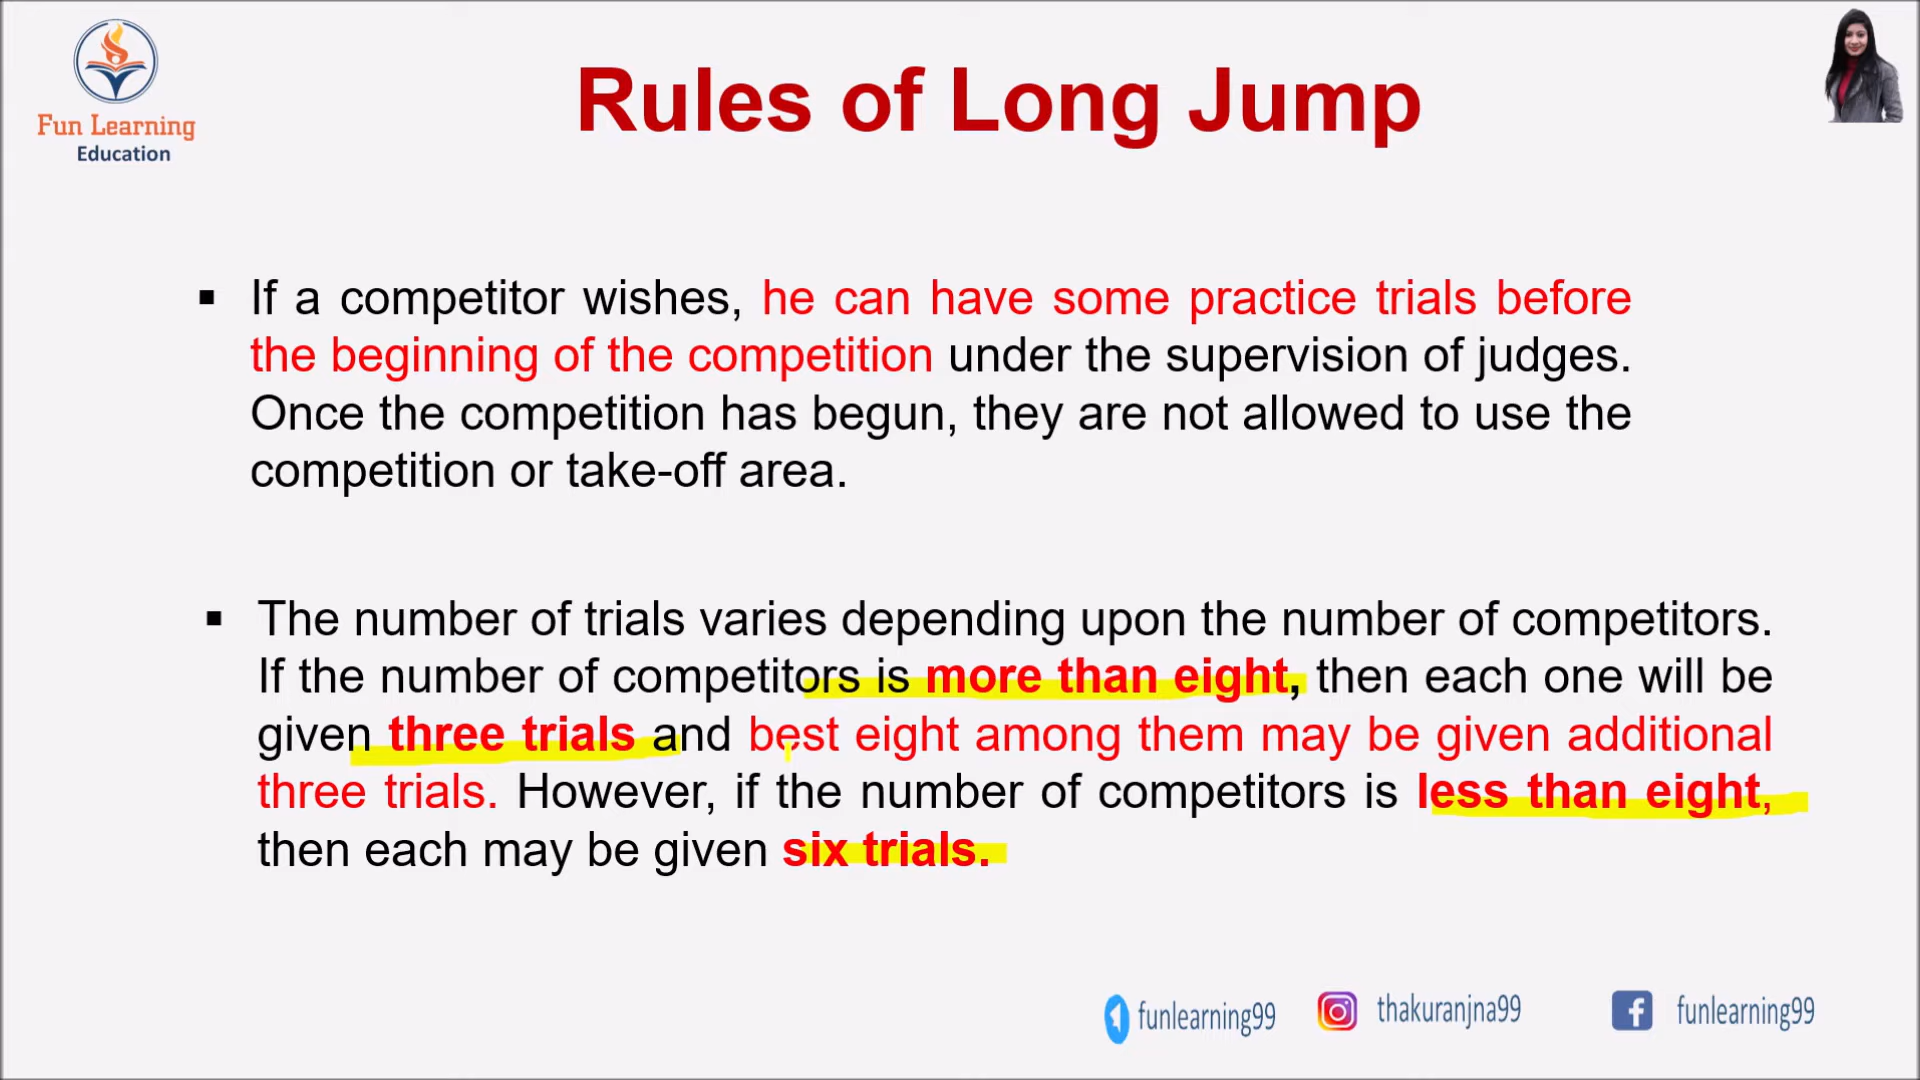 Fun Learning
Education
Rules of Long Jump
▪ If a competitor wishes, he can have some practice trials before
the beginning of the competition under the supervision of judges.
Once the competition has begun, they are not allowed to use the
competition or take-off area.
▪ The number of trials varies depending upon the number of competitors.
If the number of competitors is more than eight, then each one will be
given three trials and best eight among them may be given additional
three trials. However, if the number of competitors is less than eight,
then each may be given six trials.
funlearning99 thakuranjna99 funlearning99